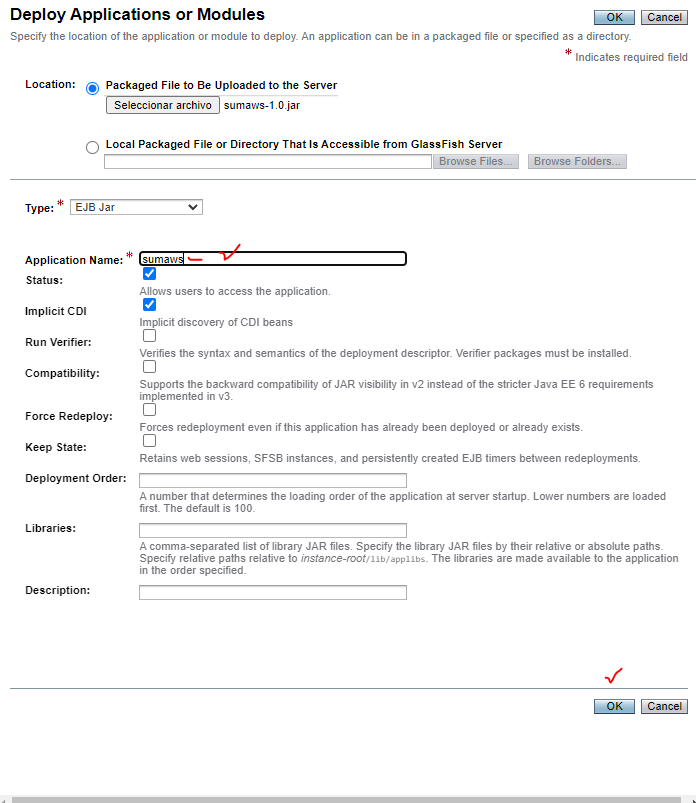 Deploy Applications or Modules
OK Cancel
Specify the location of the application or module to deploy. An application can be in a packaged file or specified as a directory.
* Indicates required field
Location:
Packaged File to Be Uploaded to the Server
Seleccionar archivo sumaws-1.0.jar
Local Packaged File or Directory That Is Accessible from GlassFish Server
Browse Files... Browse Folders...
Type: * EJB Jar
Application Name: * sumaws
Status:
Allows users to access the application.
Implicit CDI
Implicit discovery of CDI beans
Run Verifier:
Verifies the syntax and semantics of the deployment descriptor. Verifier packages must be installed.
Compatibility:
Supports the backward compatibility of JAR visibility in v2 instead of the stricter Java EE 6 requirements
implemented in v3.
Force Redeploy:
Forces redeployment even if this application has already been deployed or already exists.
Keep State:
Retains web sessions, SFSB instances, and persistently created EJB timers between redeployments.
Deployment Order:
A number that determines the loading order of the application at server startup. Lower numbers are loaded
first. The default is 100.
Libraries:
A comma-separated list of library JAR files. Specify the library JAR files by their relative or absolute paths.
Specify relative paths relative to instance-root/lib/applibs. The libraries are made available to the application
in the order specified.
Description:
OK Cancel